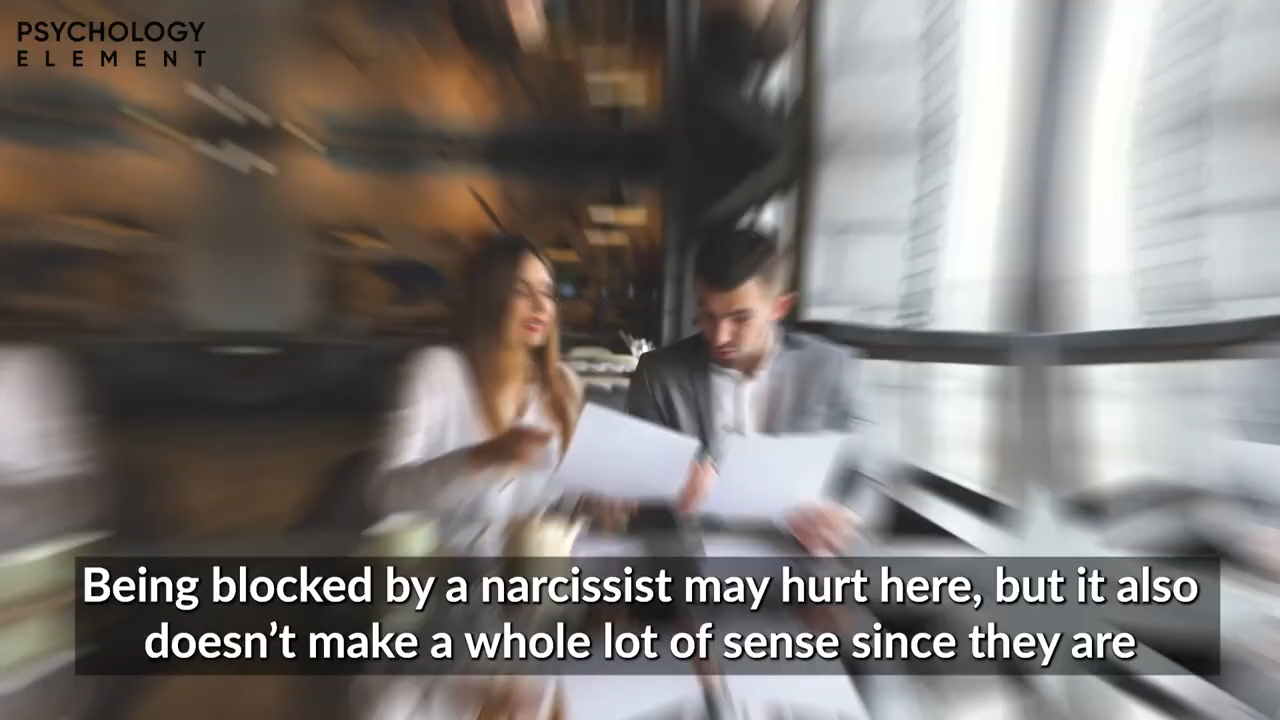 PSYCHOLOGY
ELEMENT
Being blocked by a narcissist may hurt here, but it also
doesn’t make a whole lot of sense since they are